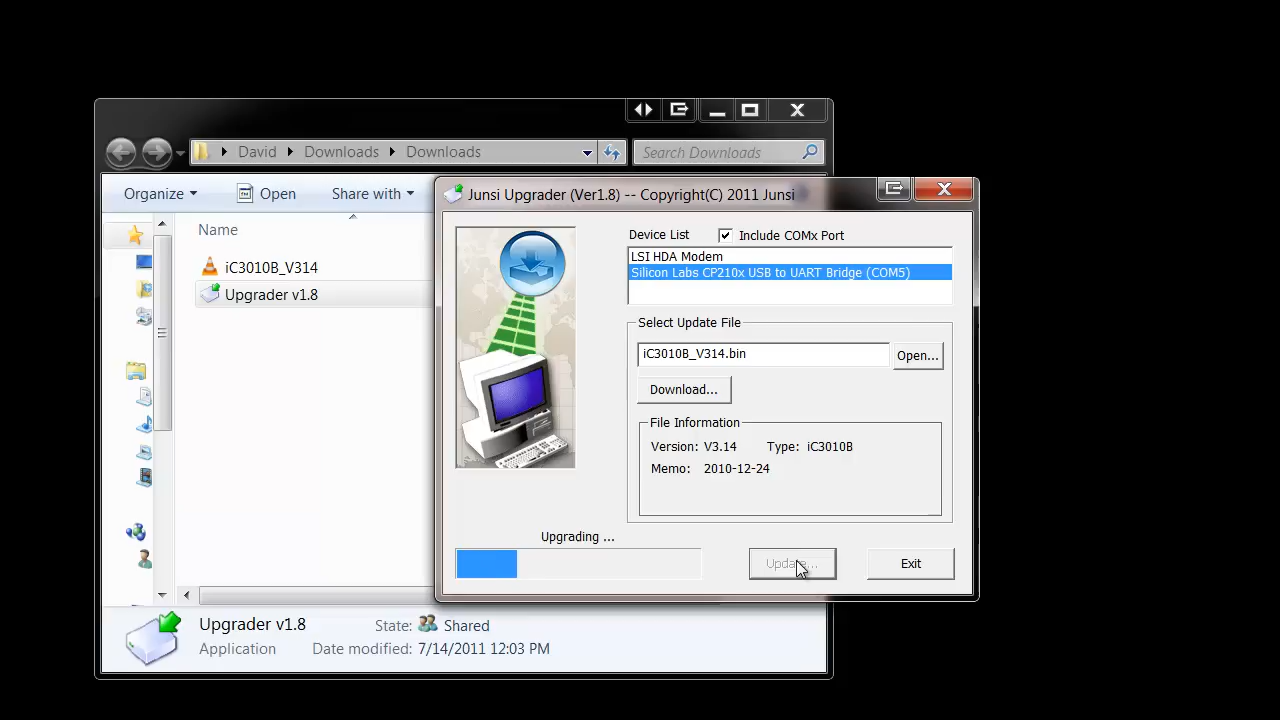 David ▸ Downloads ▸ Downloads
Search Downloads
Organize
Open
Share with
Name
iC3010B_V314
Upgrader v1.8
Upgrader v1.8
State: Shared
Application
Date modified: 7/14/2011 12:03 PM
Junsi Upgrader (Ver1.8) -- Copyright(C) 2011 Junsi
Device List
Include COMx Port
LSI HDA Modem
Silicon Labs CP210x USB to UART Bridge (COM5)
Select Update File
iC3010B_V314.bin
Open...
Download...
File Information
Version: V3.14 Type: iC3010B
Memo: 2010-12-24
Upgrading ...
Update...
Exit